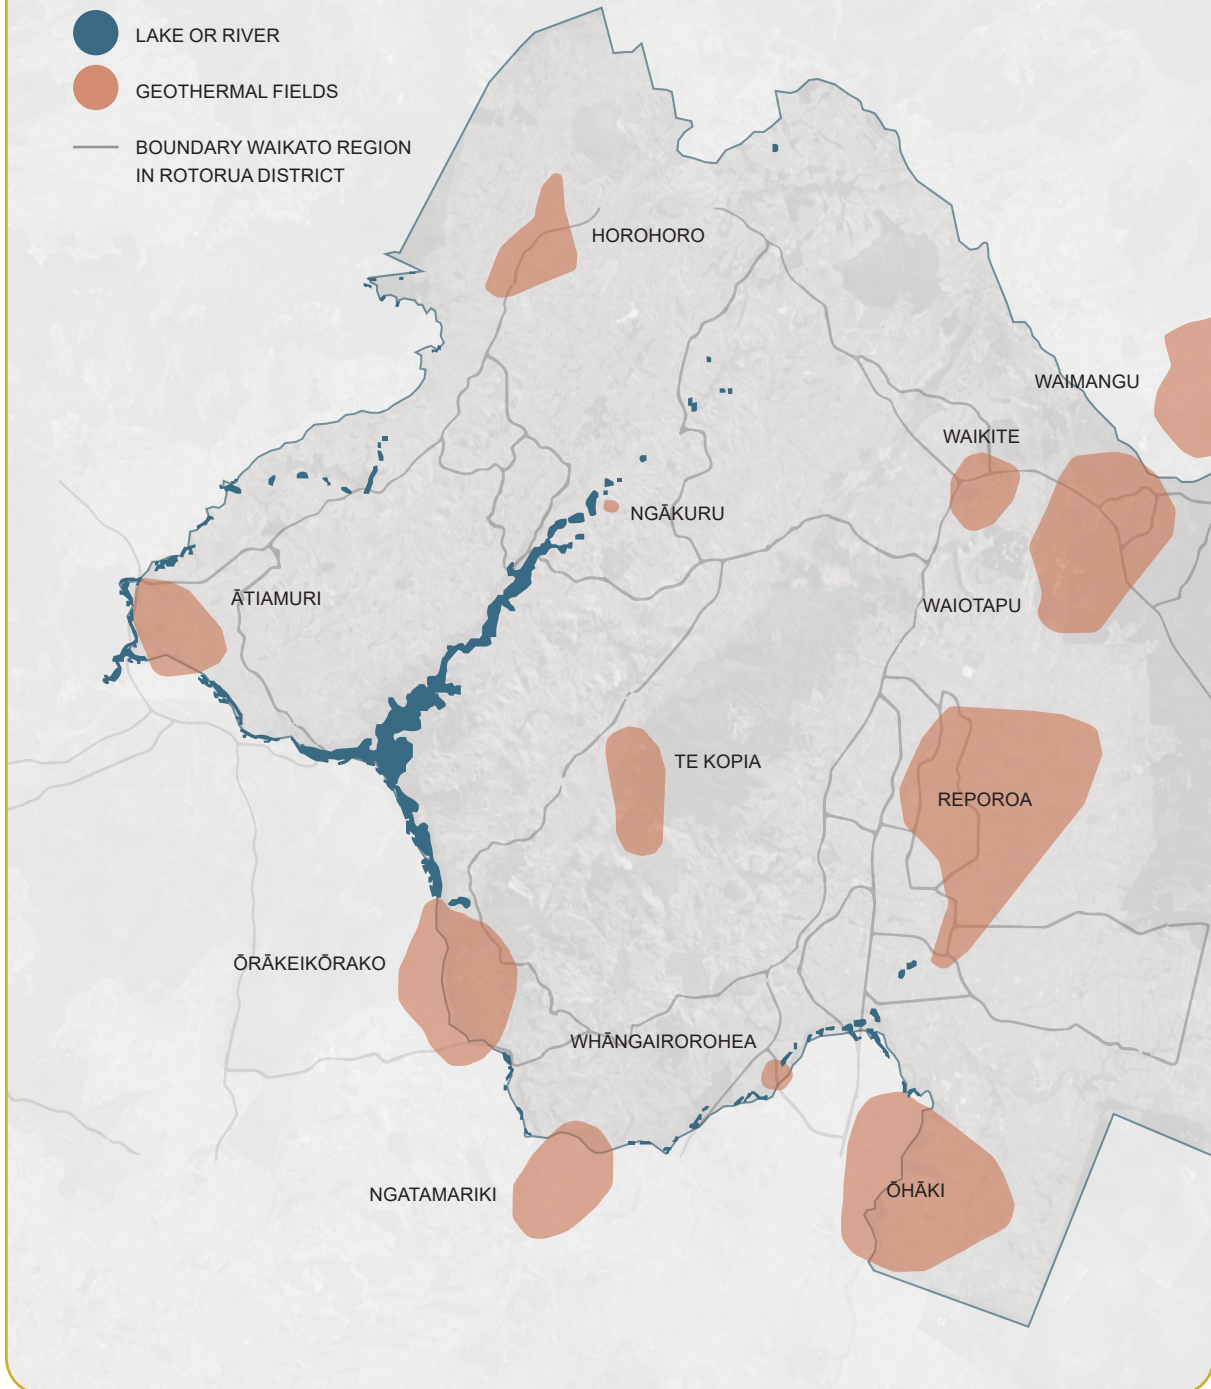 LAKE OR RIVER
GEOTHERMAL FIELDS
BOUNDARY WAIKATO REGION
IN ROTORUA DISTRICT
HOROHORO
WAIMANGU
WAIKITE
NGĀKURU
ĀTIAMURI
WAIOTAPU
TE KOPIA
REPOROA
ŌRĀKEIKŌRAKO
WHĀNGAIROROHEA
NGATAMARIKI
ŌHĀKI